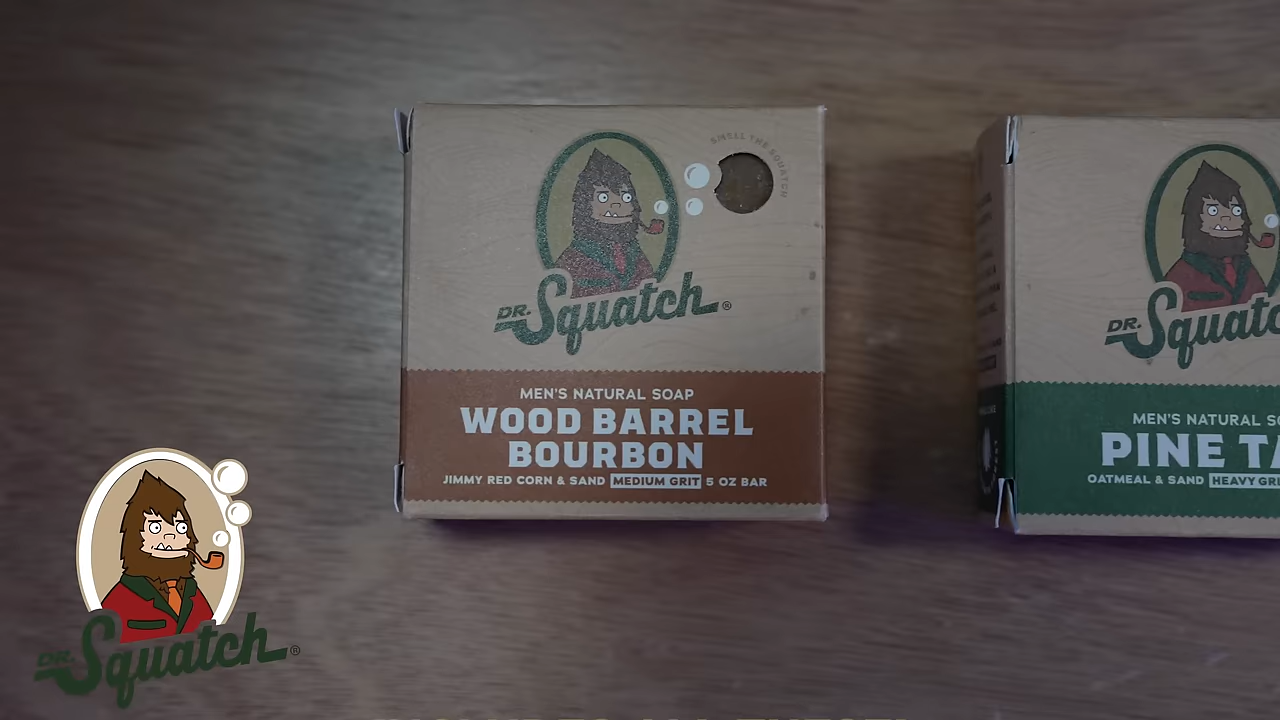 SMELL THE SQUATCH
DR. Squatch®
MEN'S NATURAL SOAP
WOOD BARREL
BOURBON
JIMMY RED CORN & SAND MEDIUM GRIT 5 OZ BAR
DR. Squatc
MEN'S NATURAL SO
PINE TA
OATMEAL & SAND HEAVY GRI
DR. Squatch®